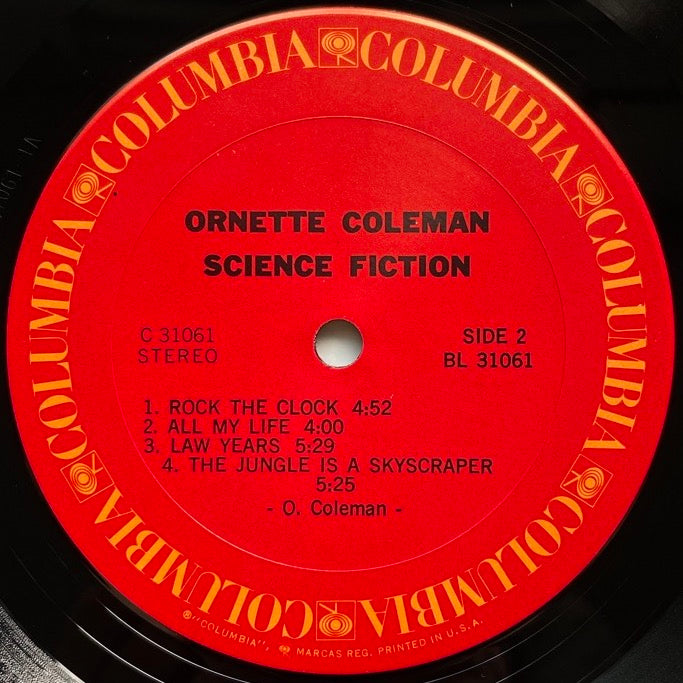 COLUMBIA COLUMBIA COLUMBIA COLUMBIA COLUMBIA COLUMBIA COLUMBIA COLUMBIA
ORNETTE COLEMAN
SCIENCE FICTION
C 31061
STEREO
SIDE 2
BL 31061
1. ROCK THE CLOCK 4:52
2. ALL MY LIFE 4:00
3. LAW YEARS 5:29
4. THE JUNGLE IS A SKYSCRAPER
5:25
- O. Coleman -
®"COLUMBIA", MARCAS REG. PRINTED IN U.S.A.